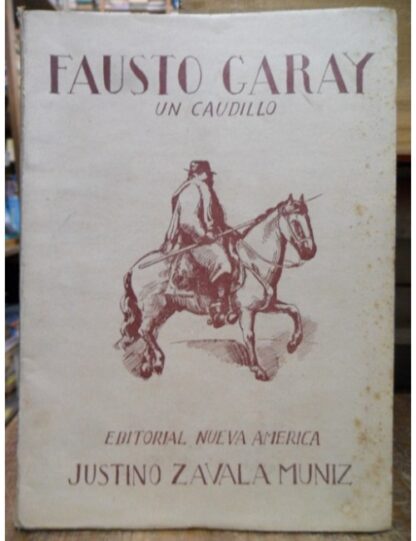 FAUSTO GARAY
UN CAUDILLO
EDITORIAL NUEVA AMERICA
JUSTINO ZAVALA MUNIZ